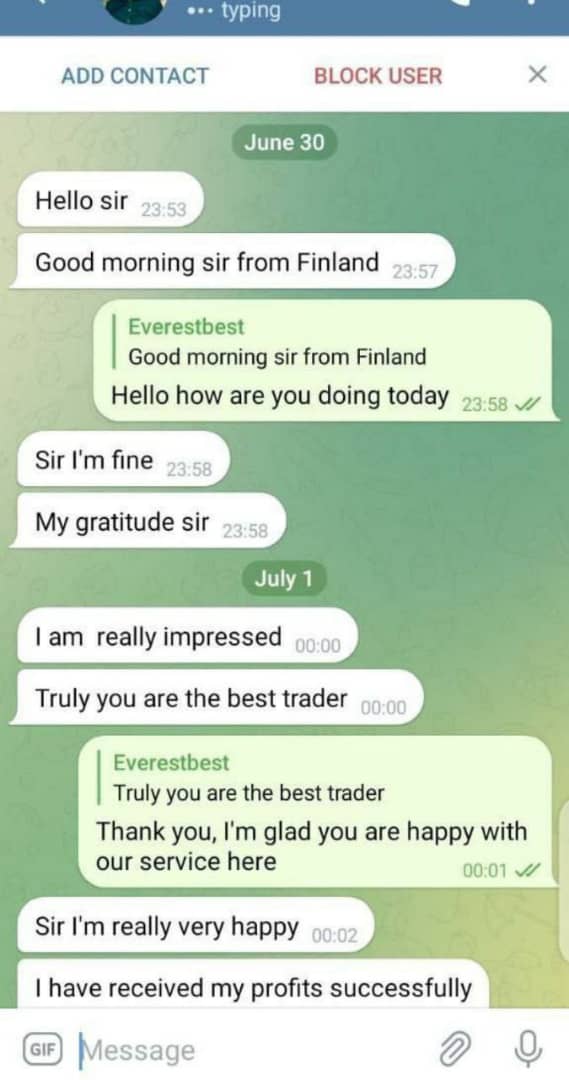 typing
ADD CONTACT
BLOCK USER
June 30
Hello sir 23:53
Good morning sir from Finland 23:57
Everestbest
Good morning sir from Finland
Hello how are you doing today 23:58
Sir I'm fine 23:58
My gratitude sir 23:58
July 1
I am really impressed 00:00
Truly you are the best trader 00:00
Everestbest
Truly you are the best trader
Thank you, I'm glad you are happy with
our service here 00:01
Sir I'm really very happy 00:02
I have received my profits successfully
GIF Message